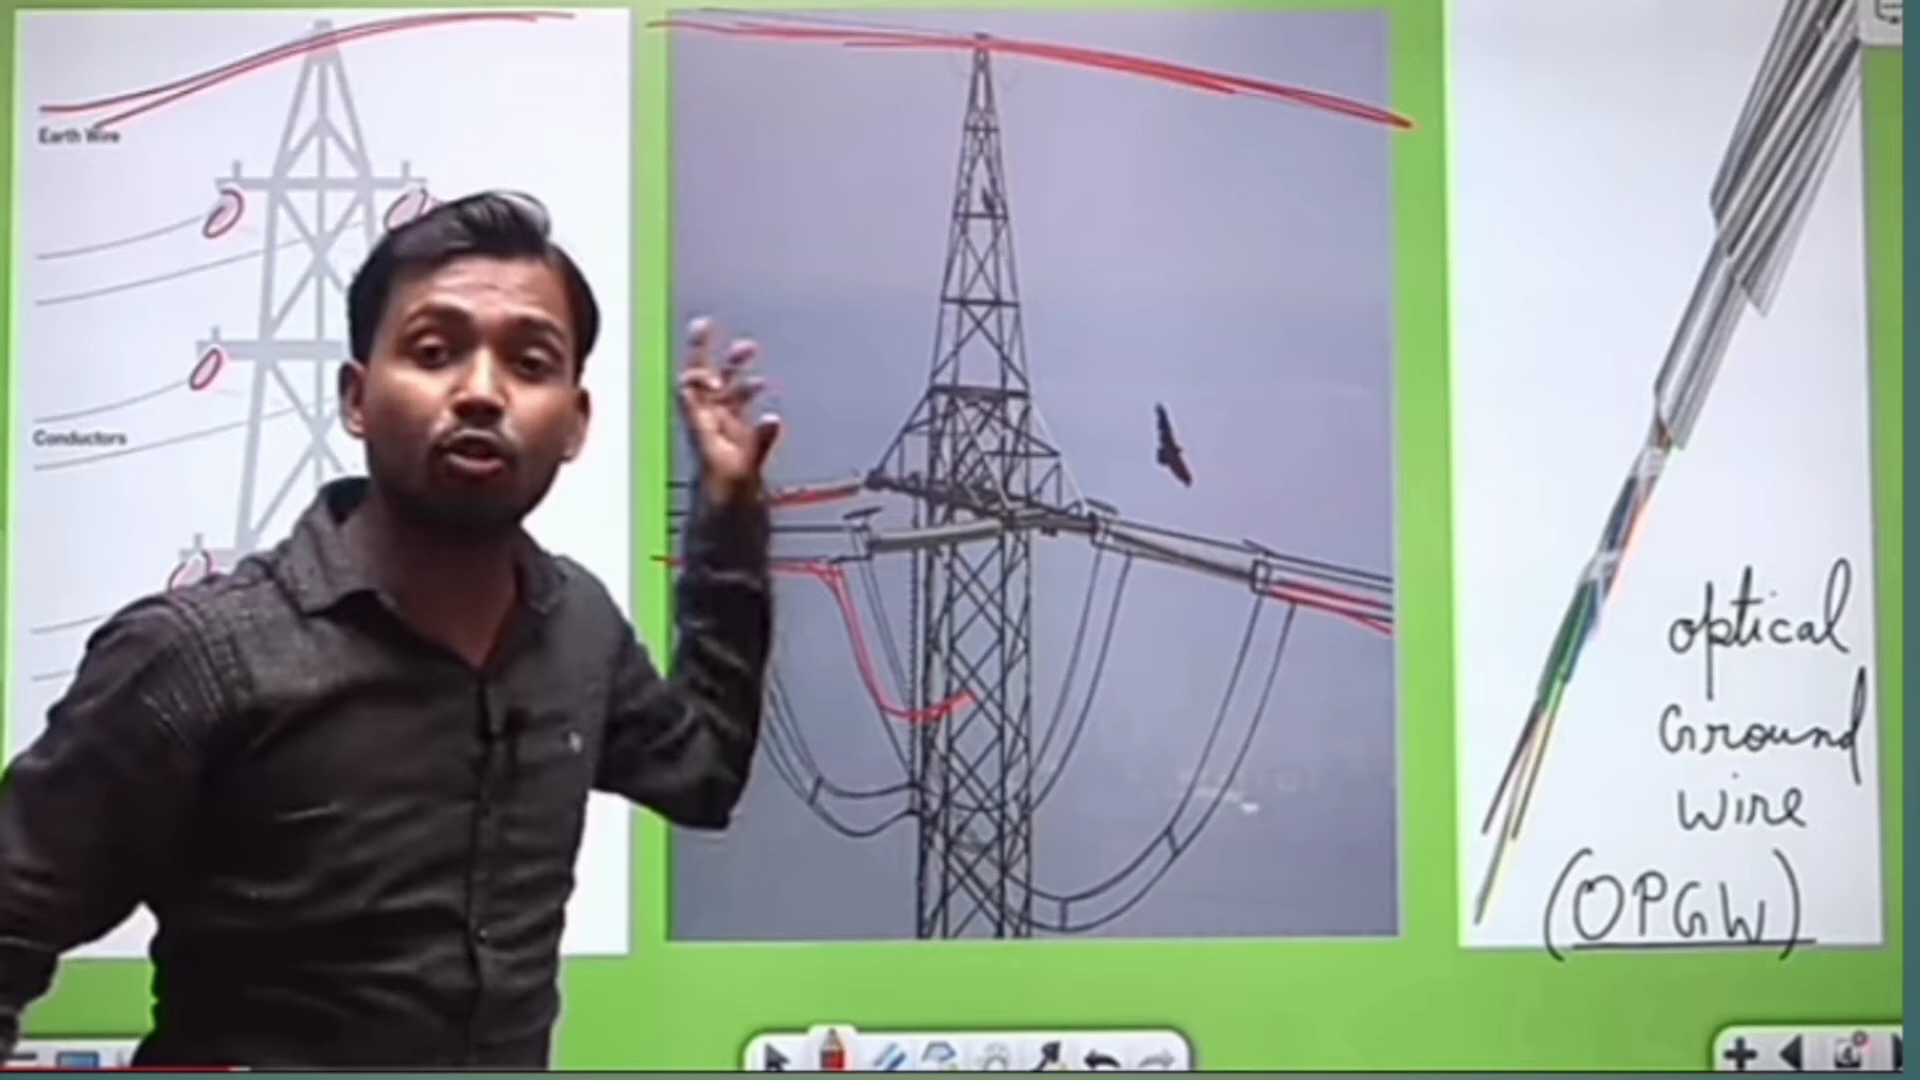 Earth Wire
Conductors
optical
Ground
wire
(OPGW)